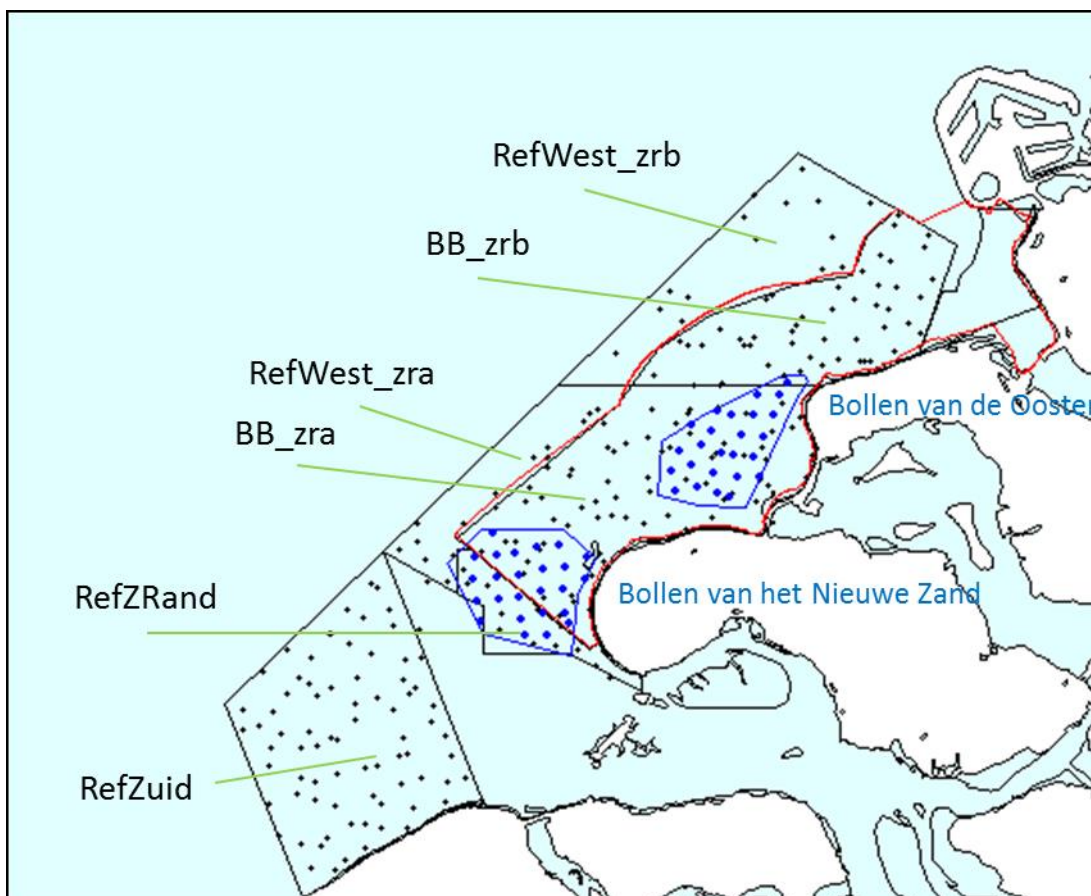 RefWest_zrb
BB_zrb
RefWest_zra
BB_zra
Bollen van de Ooster
Bollen van het Nieuwe Zand
RefZRand
RefZuid